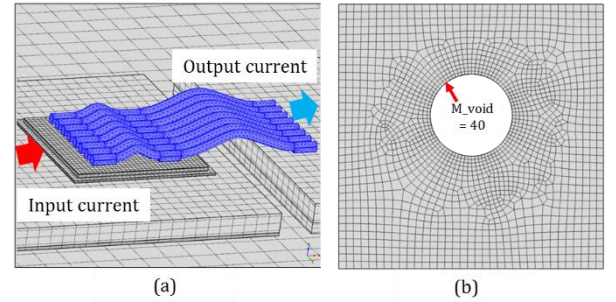 Output current
Input current
M_void
= 40
(a)
(b)